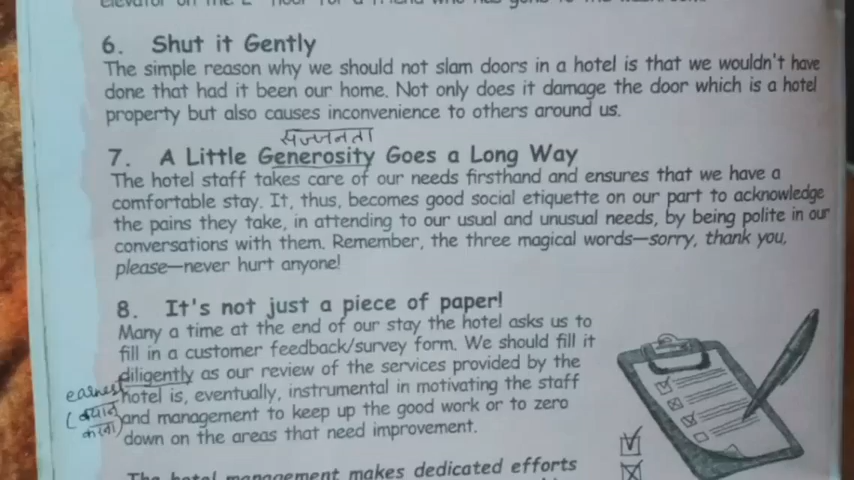 6. Shut it Gently
The simple reason why we should not slam doors in a hotel is that we wouldn't have
done that had it been our home. Not only does it damage the door which is a hotel
property but also causes inconvenience to others around us.
सज्जनता
7. A Little Generosity Goes a Long Way
The hotel staff takes care of our needs firsthand and ensures that we have a
comfortable stay. It, thus, becomes good social etiquette on our part to acknowledge
the pains they take, in attending to our usual and unusual needs, by being polite in our
conversations with them. Remember, the three magical words—sorry, thank you,
please—never hurt anyone!
8. It's not just a piece of paper!
Many a time at the end of our stay the hotel asks us to
fill in a customer feedback/survey form. We should fill it
diligently as our review of the services provided by the
earnest hotel is, eventually, instrumental in motivating the staff
and management to keep up the good work or to zero
down on the areas that need improvement.
The hotel management makes dedicated efforts